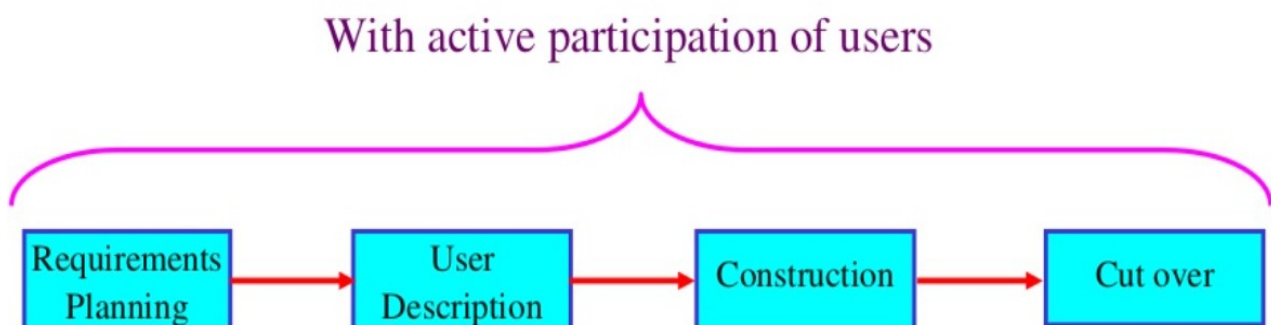 With active participation of users
Requirements
Planning
User
Description
Construction
Cut over